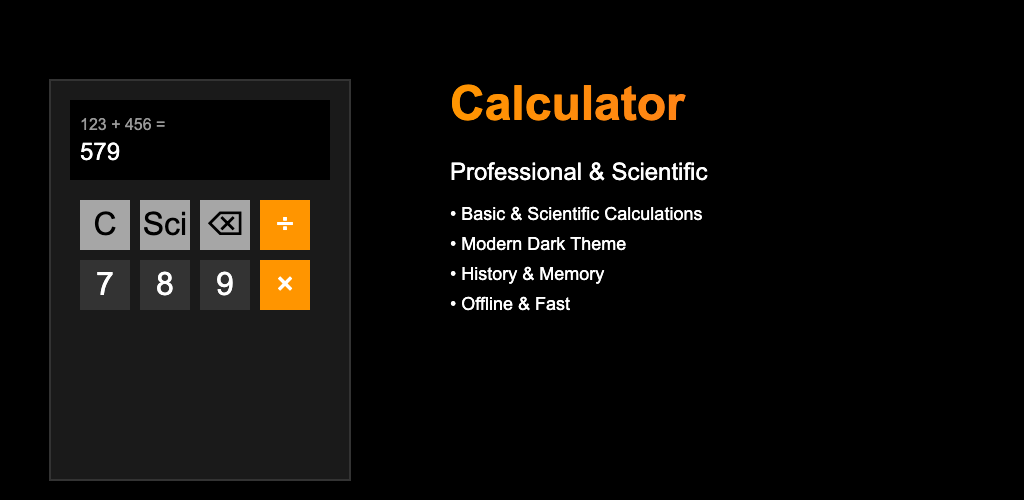 123 + 456 =
579
C Sci ⌫ ÷
7 8 9 ×
Calculator
Professional & Scientific
• Basic & Scientific Calculations
• Modern Dark Theme
• History & Memory
• Offline & Fast